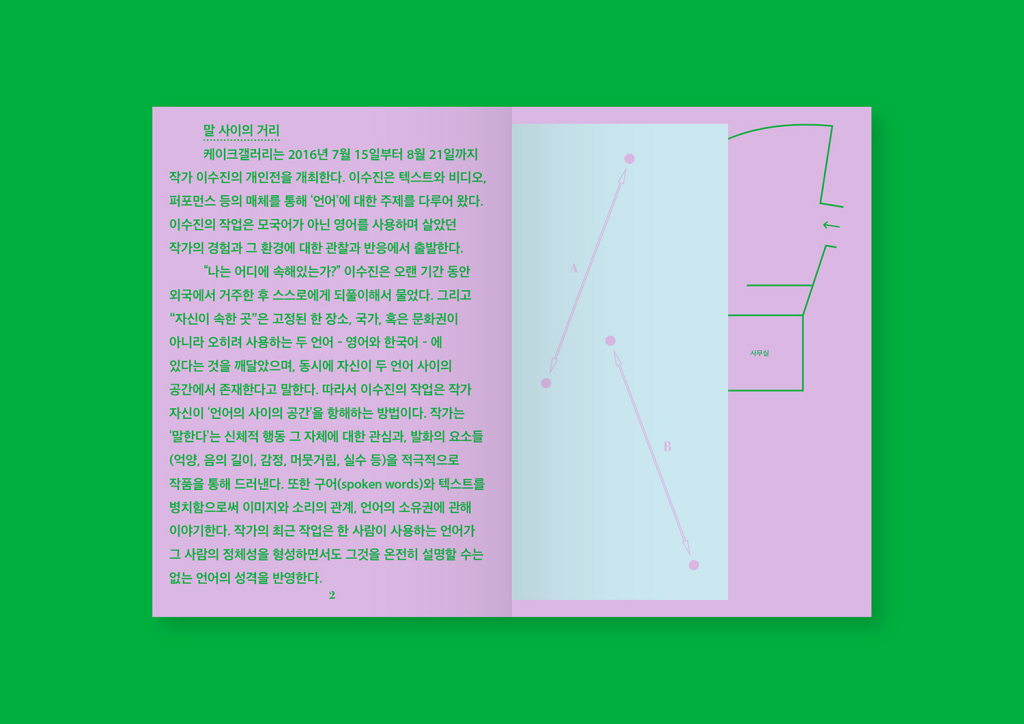 말 사이의 거리
케이크갤러리는 2016년 7월 15일부터 8월 21일까지
작가 이수진의 개인전을 개최한다. 이수진은 텍스트와 비디오,
퍼포먼스 등의 매체를 통해 ‘언어’에 대한 주제를 다루어 왔다.
이수진의 작업은 모국어가 아닌 영어를 사용하며 살았던
작가의 경험과 그 환경에 대한 관찰과 반응에서 출발한다.
“나는 어디에 속해있는가?” 이수진은 오랜 기간 동안
외국에서 거주한 후 스스로에게 되풀이해서 물었다. 그리고
“자신이 속한 곳”은 고정된 한 장소, 국가, 혹은 문화권이
아니라 오히려 사용하는 두 언어 - 영어와 한국어 - 에
있다는 것을 깨달았으며, 동시에 자신이 두 언어 사이의
공간에서 존재한다고 말한다. 따라서 이수진의 작업은 작가
자신이 ‘언어의 사이의 공간’을 항해하는 방법이다. 작가는
‘말한다’는 신체적 행동 그 자체에 대한 관심과, 발화의 요소들
(억양, 음의 길이, 감정, 머뭇거림, 실수 등)을 적극적으로
작품을 통해 드러낸다. 또한 구어(spoken words)와 텍스트를
병치함으로써 이미지와 소리의 관계, 언어의 소유권에 관해
이야기한다. 작가의 최근 작업은 한 사람이 사용하는 언어가
그 사람의 정체성을 형성하면서도 그것을 온전히 설명할 수는
없는 언어의 성격을 반영한다.
2
A
B
사무실